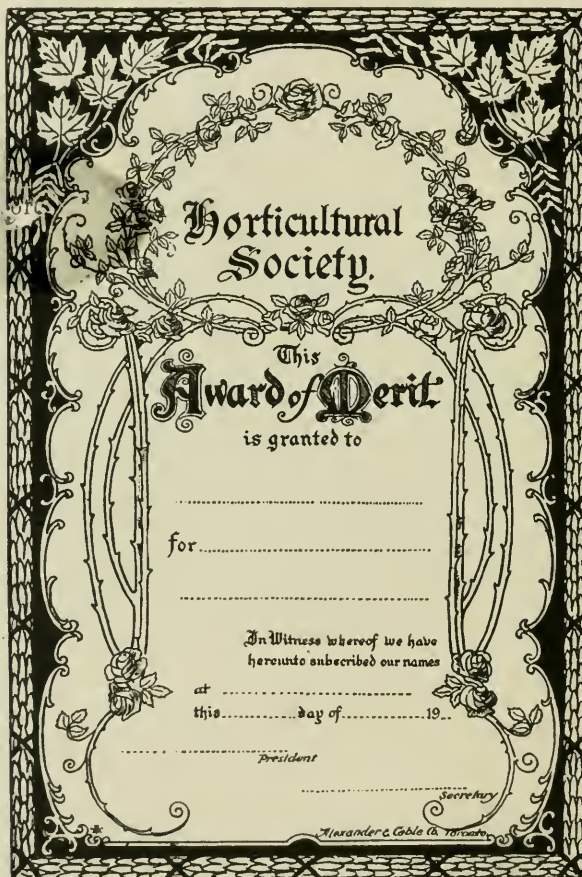 Horticultural
Society.
This
Award of Merit
is granted to
for
In Witness whereof we have
hereunto subscribed our names
at
this day of 19
President
Secretary
Alexander & Cable Co. Toronto.